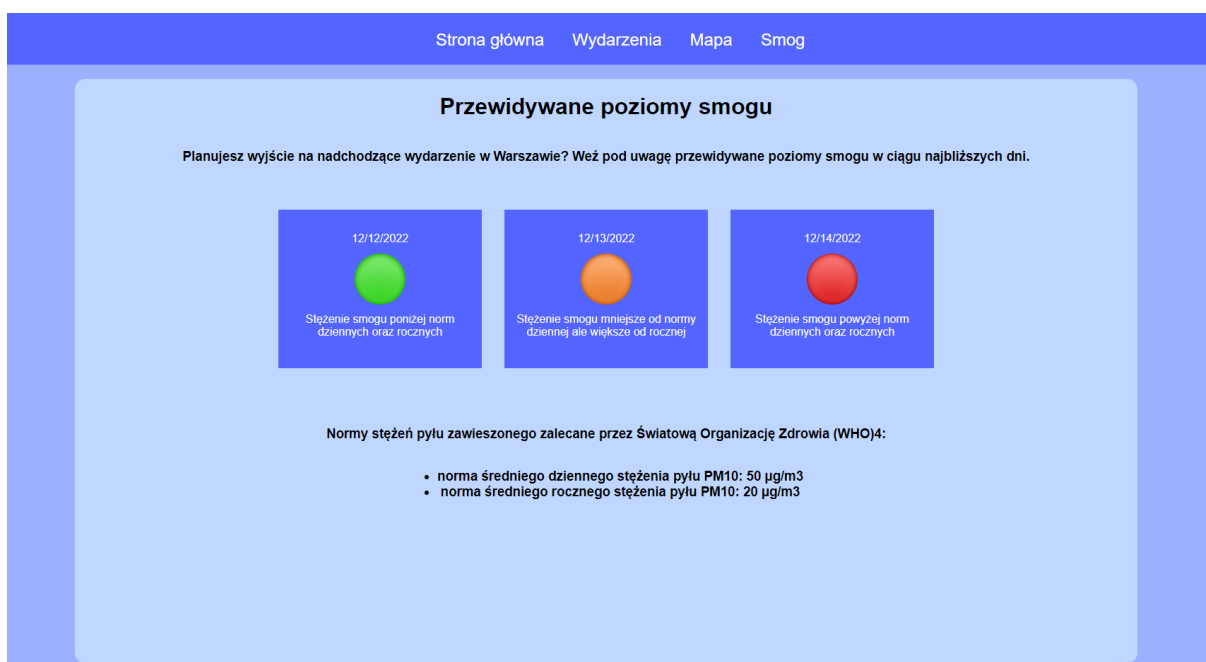 Strona główna Wydarzenia Mapa Smog
Przewidywane poziomy smogu
Planujesz wyjście na nadchodzące wydarzenie w Warszawie? Weź pod uwagę przewidywane poziomy smogu w ciągu najbliższych dni.
12/12/2022
Stężenie smogu poniżej norm
dziennych oraz rocznych
12/13/2022
Stężenie smogu mniejsze od normy
dziennej ale większe od rocznej
12/14/2022
Stężenie smogu powyżej norm
dziennych oraz rocznych
Normy stężeń pyłu zawieszonego zalecane przez Światową Organizację Zdrowia (WHO)4:
• norma średniego dziennego stężenia pyłu PM10: 50 µg/m3
• norma średniego rocznego stężenia pyłu PM10: 20 µg/m3